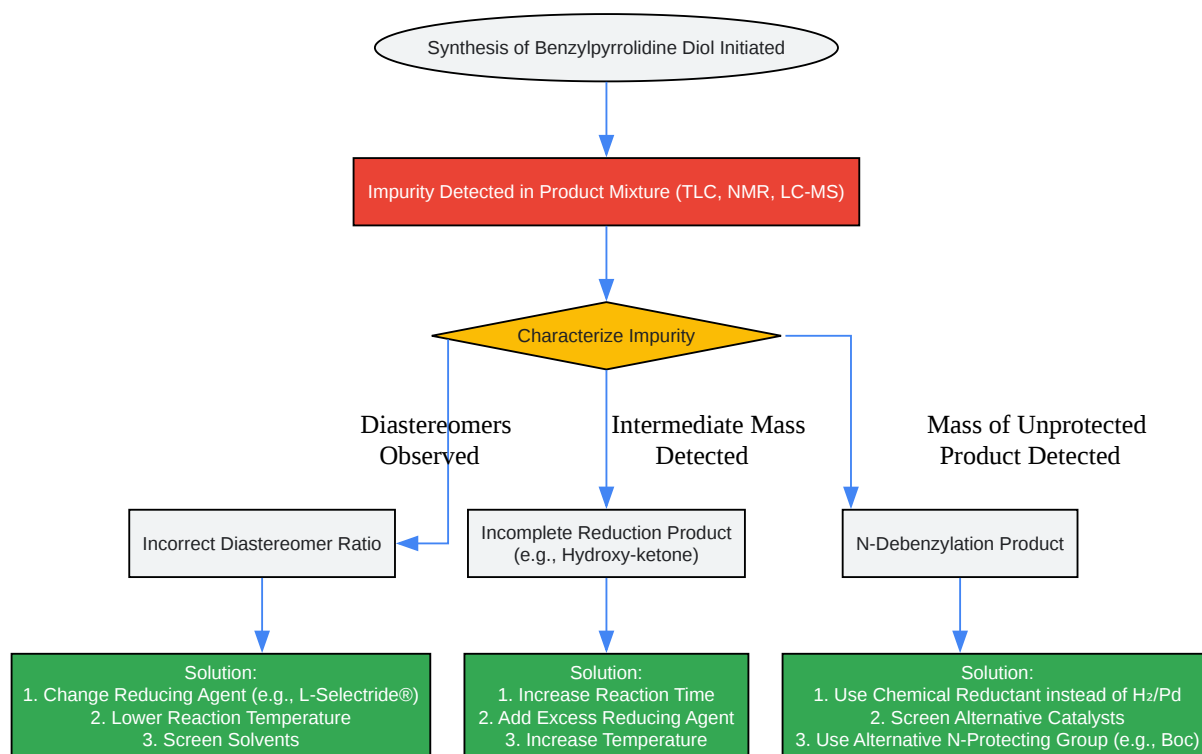 Synthesis of Benzylpyrrolidine Diol Initiated
Impurity Detected in Product Mixture (TLC, NMR, LC-MS)
Characterize Impurity
Diastereomers
Observed
Intermediate Mass
Detected
Mass of Unprotected
Product Detected
Incorrect Diastereomer Ratio
Incomplete Reduction Product
(e.g., Hydroxy-ketone)
N-Debenzylation Product
Solution:
1. Change Reducing Agent (e.g., L-Selectride®)
2. Lower Reaction Temperature
3. Screen Solvents
Solution:
1. Increase Reaction Time
2. Add Excess Reducing Agent
3. Increase Temperature
Solution:
1. Use Chemical Reductant instead of H₂/Pd
2. Screen Alternative Catalysts
3. Use Alternative N-Protecting Group (e.g., Boc)